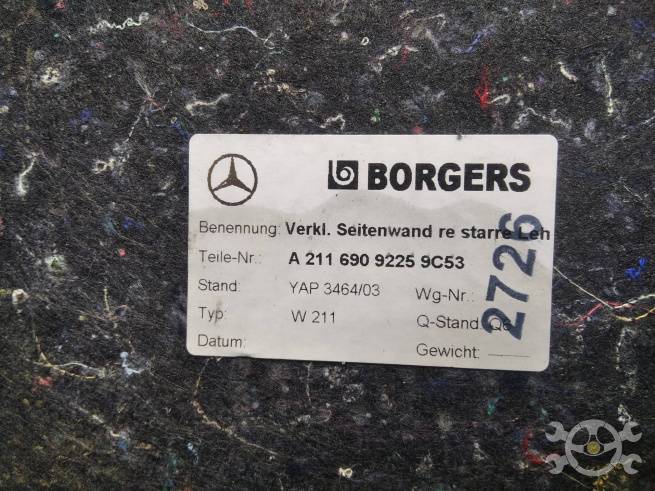 BORGERS
Benennung: Verkl. Seitenwand re starre Leh
Teile-Nr.: A 211 690 9225 9C53
Stand: YAP 3464/03 Wg-Nr.:
Typ: W 211 Q-Stand:
Datum: Gewicht:
2726